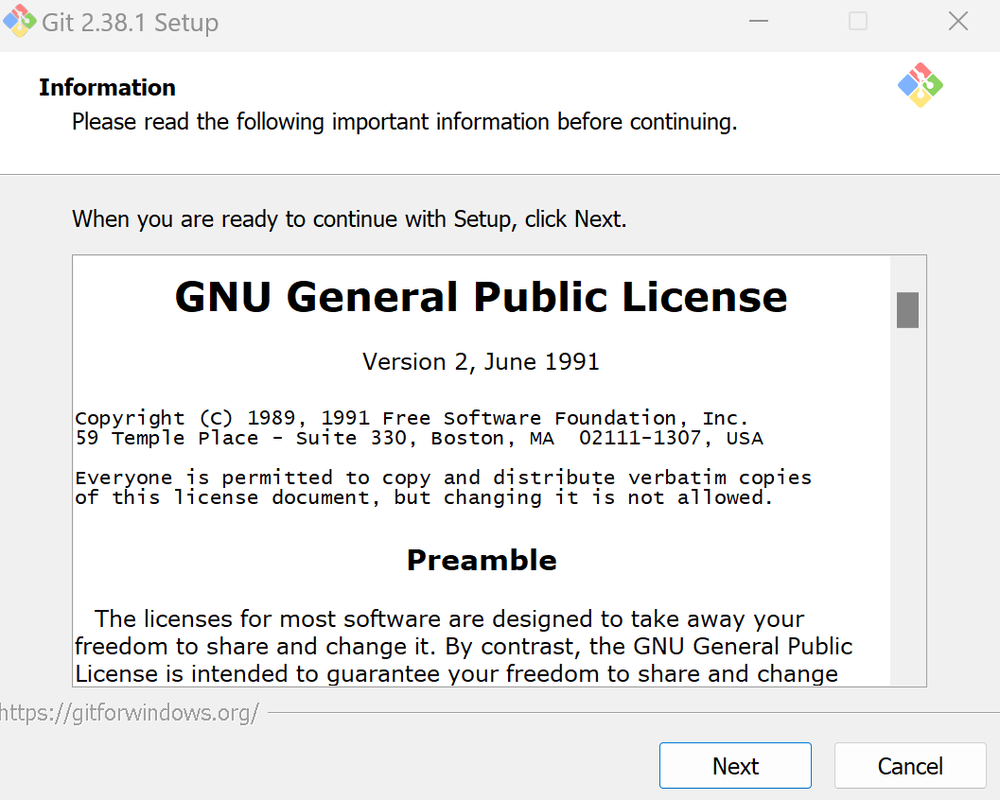 Git 2.38.1 Setup
Information
Please read the following important information before continuing.
When you are ready to continue with Setup, click Next.
GNU General Public License
Version 2, June 1991
Copyright (C) 1989, 1991 Free Software Foundation, Inc.
59 Temple Place - Suite 330, Boston, MA  02111-1307, USA
Everyone is permitted to copy and distribute verbatim copies
of this license document, but changing it is not allowed.
Preamble
The licenses for most software are designed to take away your
freedom to share and change it. By contrast, the GNU General Public
License is intended to guarantee your freedom to share and change
https://gitforwindows.org/
Next
Cancel